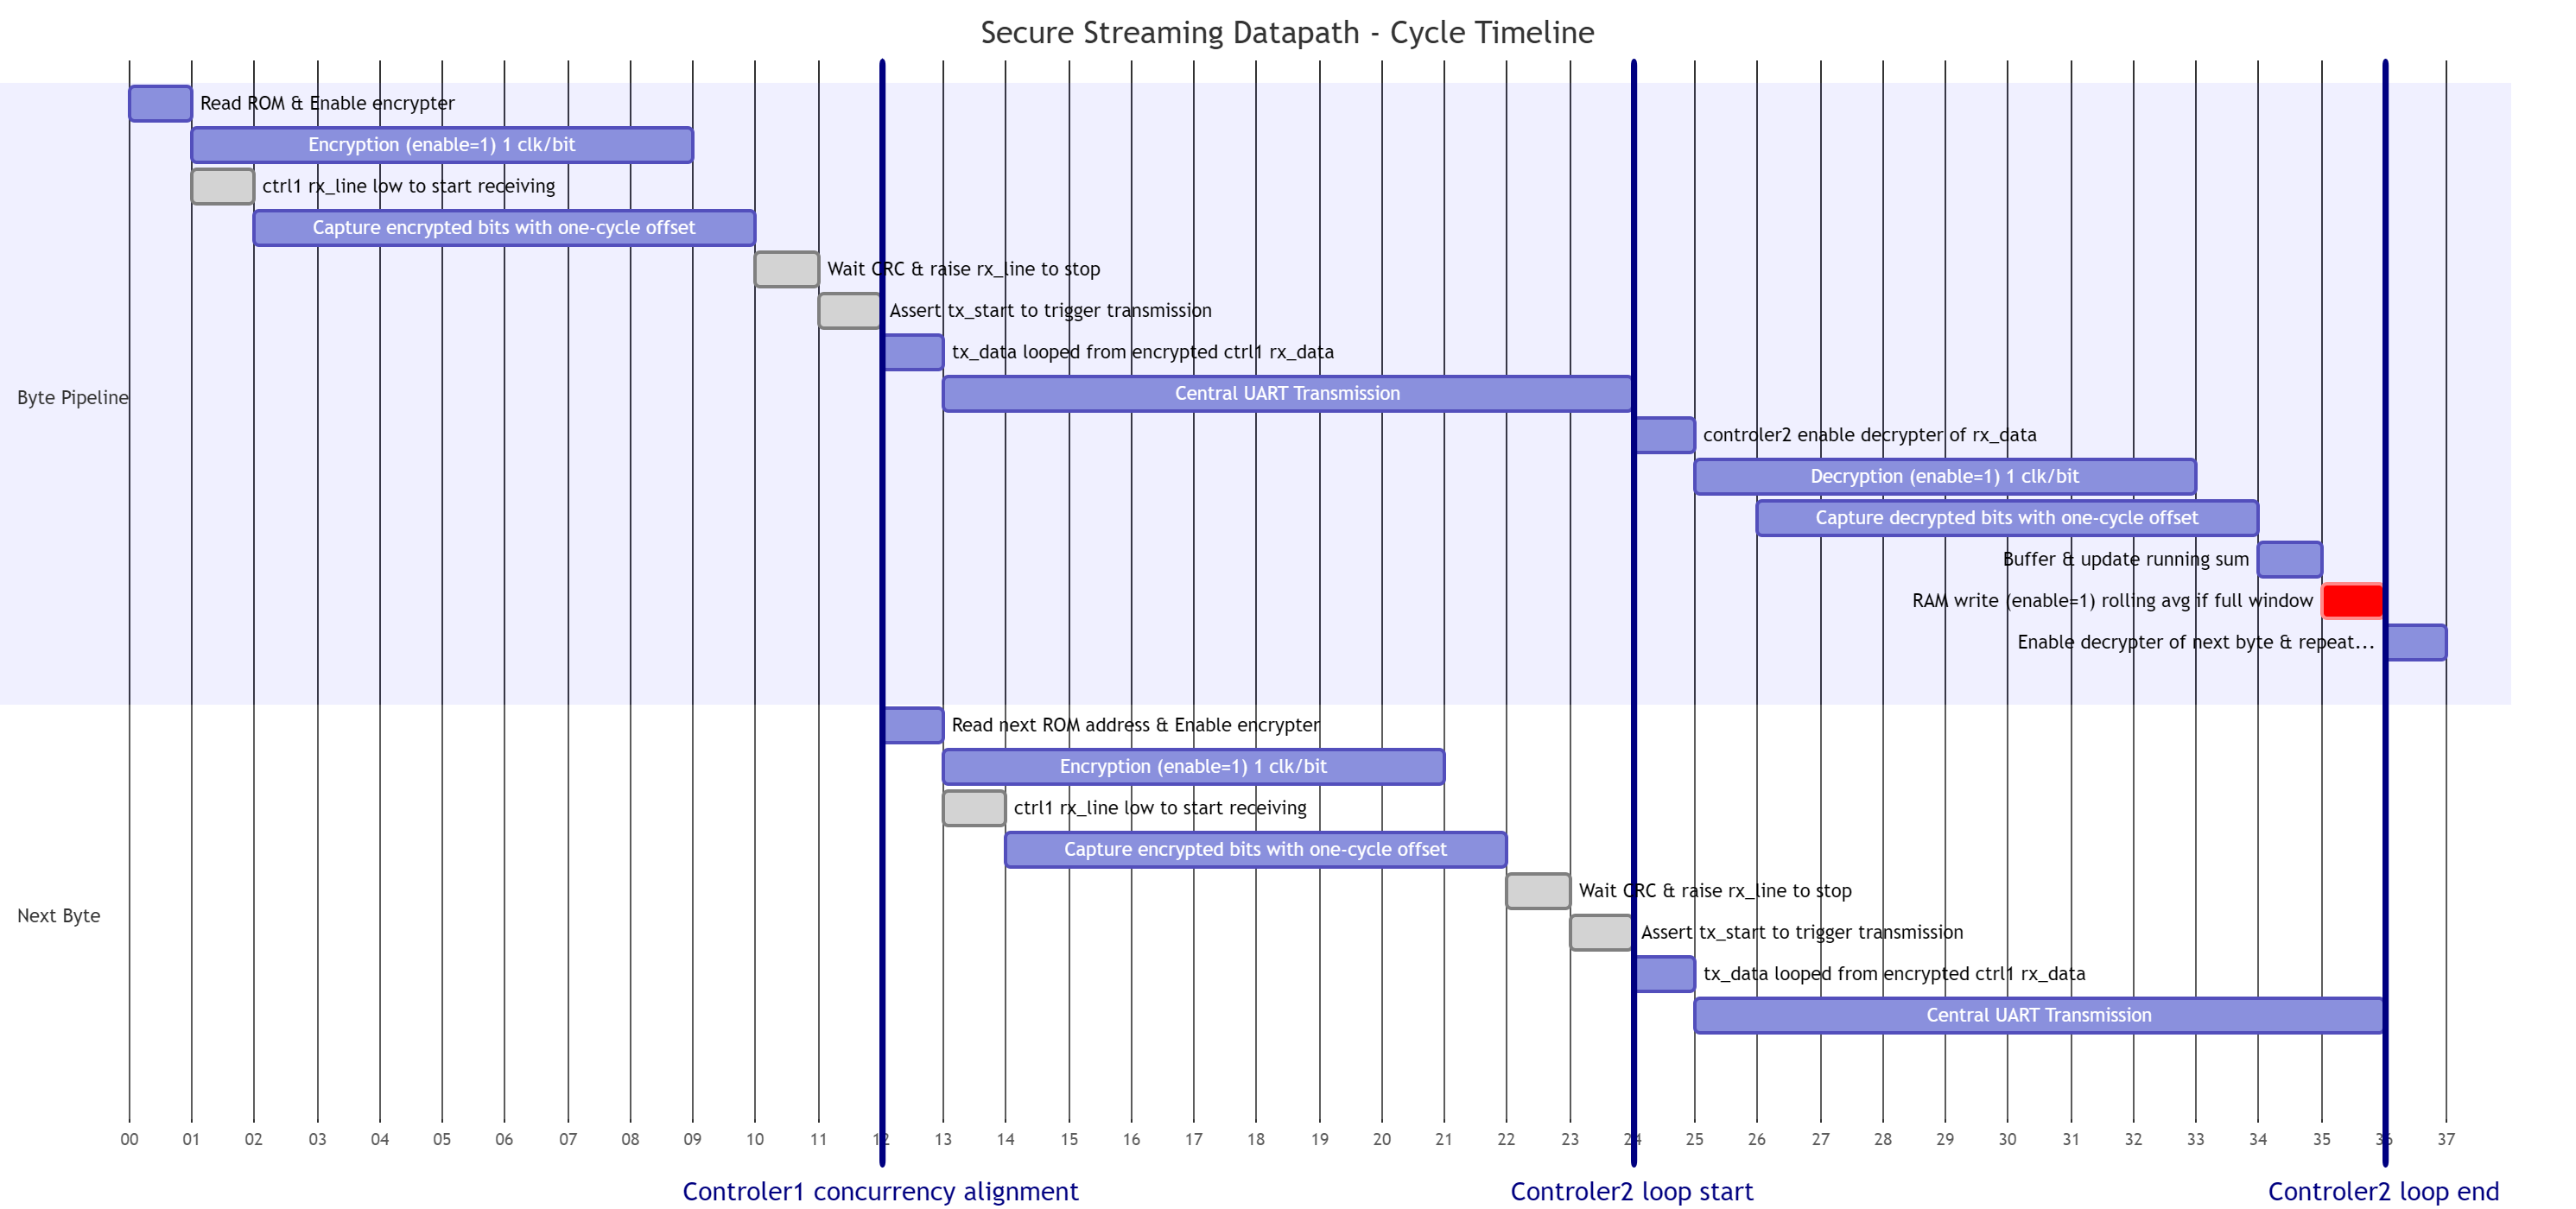 Secure Streaming Datapath - Cycle Timeline
Read ROM & Enable encrypter
Encryption (enable=1) 1 clk/bit
ctrl1 rx_line low to start receiving
Capture encrypted bits with one-cycle offset
Wait CRC & raise rx_line to stop
Assert tx_start to trigger transmission
tx_data looped from encrypted ctrl1 rx_data
Byte Pipeline
Central UART Transmission
controler2 enable decrypter of rx_data
Decryption (enable=1) 1 clk/bit
Capture decrypted bits with one-cycle offset
Buffer & update running sum
RAM write (enable=1) rolling avg if full window
Enable decrypter of next byte & repeat...
Read next ROM address & Enable encrypter
Encryption (enable=1) 1 clk/bit
ctrl1 rx_line low to start receiving
Capture encrypted bits with one-cycle offset
Wait CRC & raise rx_line to stop
Next Byte
Assert tx_start to trigger transmission
tx_data looped from encrypted ctrl1 rx_data
Central UART Transmission
00 01 02 03 04 05 06 07 08 09 10 11 12 13 14 15 16 17 18 19 20 21 22 23 24 25 26 27 28 29 30 31 32 33 34 35 36 37
Controler1 concurrency alignment
Controler2 loop start
Controler2 loop end